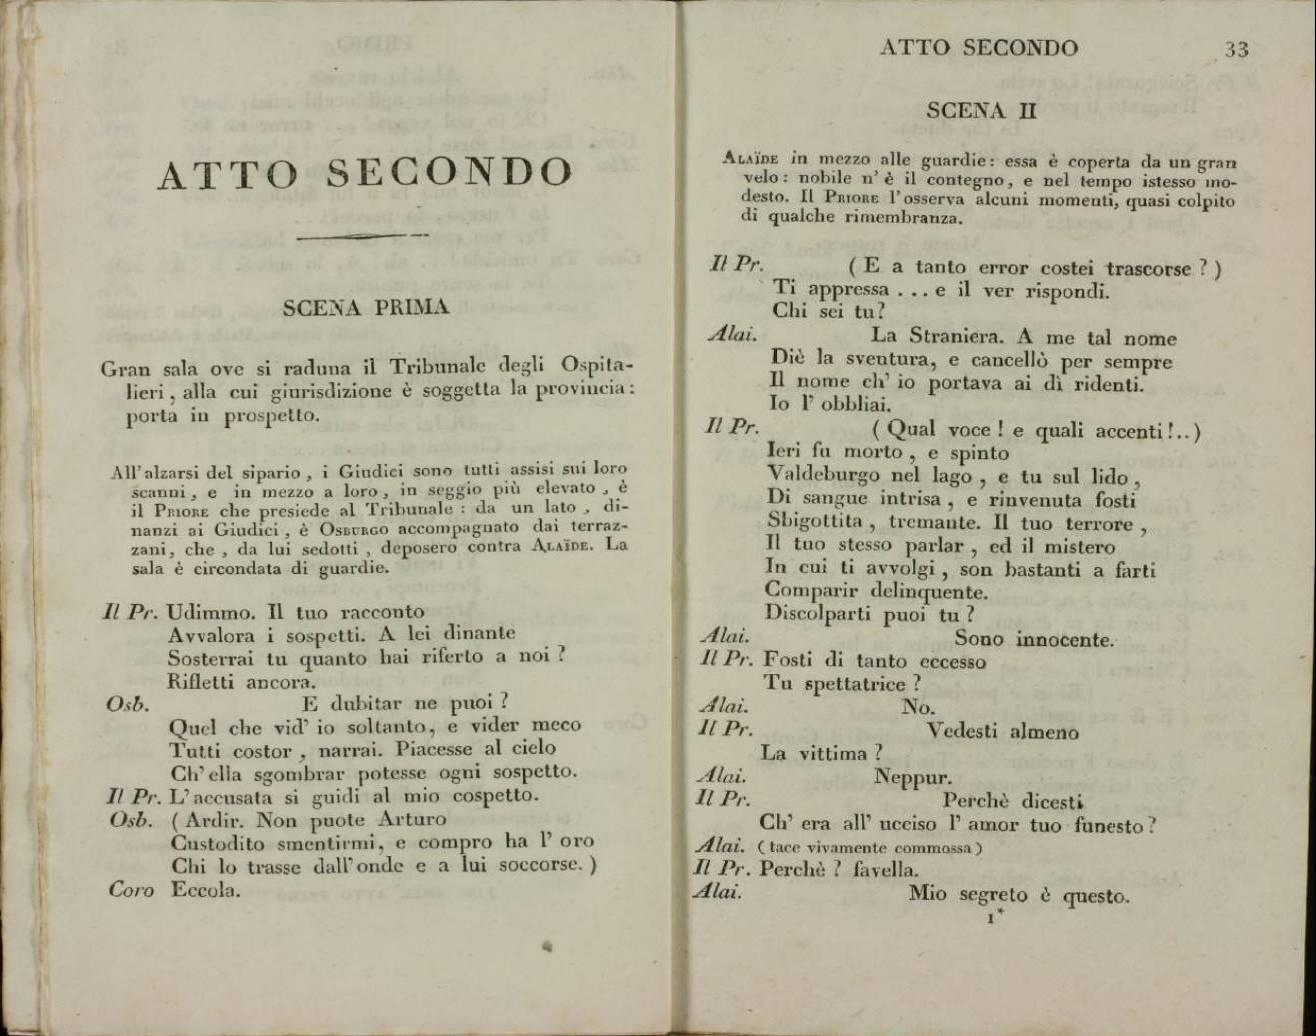 ATTO SECONDO
SCENA PRIMA
Gran sala ove si raduna il Tribunale degli Ospita-
lieri, alla cui giurisdizione è soggetta la provincia:
porta in prospetto.
All'alzarsi del sipario, i Giudici sono tutti assisi sui loro
scanni, e in mezzo a loro, in seggio più elevato, è
il PRIORE che presiede al Tribunale: da un lato, di-
nanzi ai Giudici, è OSBURGO accompagnato dai terraz-
zani, che, da lui sedotti, deposero contra ALAÏDE. La
sala è circondata di guardie.
Il Pr. Udimmo. Il tuo racconto
Avvalora i sospetti. A lei dinante
Sosterrai tu quanto hai riferto a noi?
Rifletti ancora.
Osb. E dubitar ne puoi?
Quel che vid' io soltanto, e vider meco
Tutti costor, narrai. Piacesse al cielo
Ch' ella sgombrar potesse ogni sospetto.
Il Pr. L'accusata si guidi al mio cospetto.
Osb. (Ardir. Non puote Arturo
Custodito smentirmi, e compro ha l' oro
Chi lo trasse dall'onde e a lui soccorse.)
Coro Eccola.
ATTO SECONDO 33
SCENA II
ALAÏDE in mezzo alle guardie: essa è coperta da un gran
velo: nobile n' è il contegno, e nel tempo istesso mo-
desto. Il PRIORE l'osserva alcuni momenti, quasi colpito
di qualche rimembranza.
Il Pr. (E a tanto error costei trascorse?)
Ti appressa ... e il ver rispondi.
Chi sei tu?
Alai. La Straniera. A me tal nome
Diè la sventura, e cancellò per sempre
Il nome ch' io portava ai dì ridenti.
Io l' obbliai.
Il Pr. (Qual voce! e quali accenti!..)
Ieri fu morto, e spinto
Valdeburgo nel lago, e tu sul lido,
Di sangue intrisa, e rinvenuta fosti
Sbigottita, tremante. Il tuo terrore,
Il tuo stesso parlar, ed il mistero
In cui ti avvolgi, son bastanti a farti
Comparir delinquente.
Discolparti puoi tu?
Alai. Sono innocente.
Il Pr. Fosti di tanto eccesso
Tu spettatrice?
Alai. No.
Il Pr. Vedesti almeno
La vittima?
Alai. Neppur.
Il Pr. Perchè dicesti
Ch' era all' ucciso l' amor tuo funesto?
Alai. (tace vivamente commossa)
Il Pr. Perchè? favella.
Alai. Mio segreto è questo.
1*